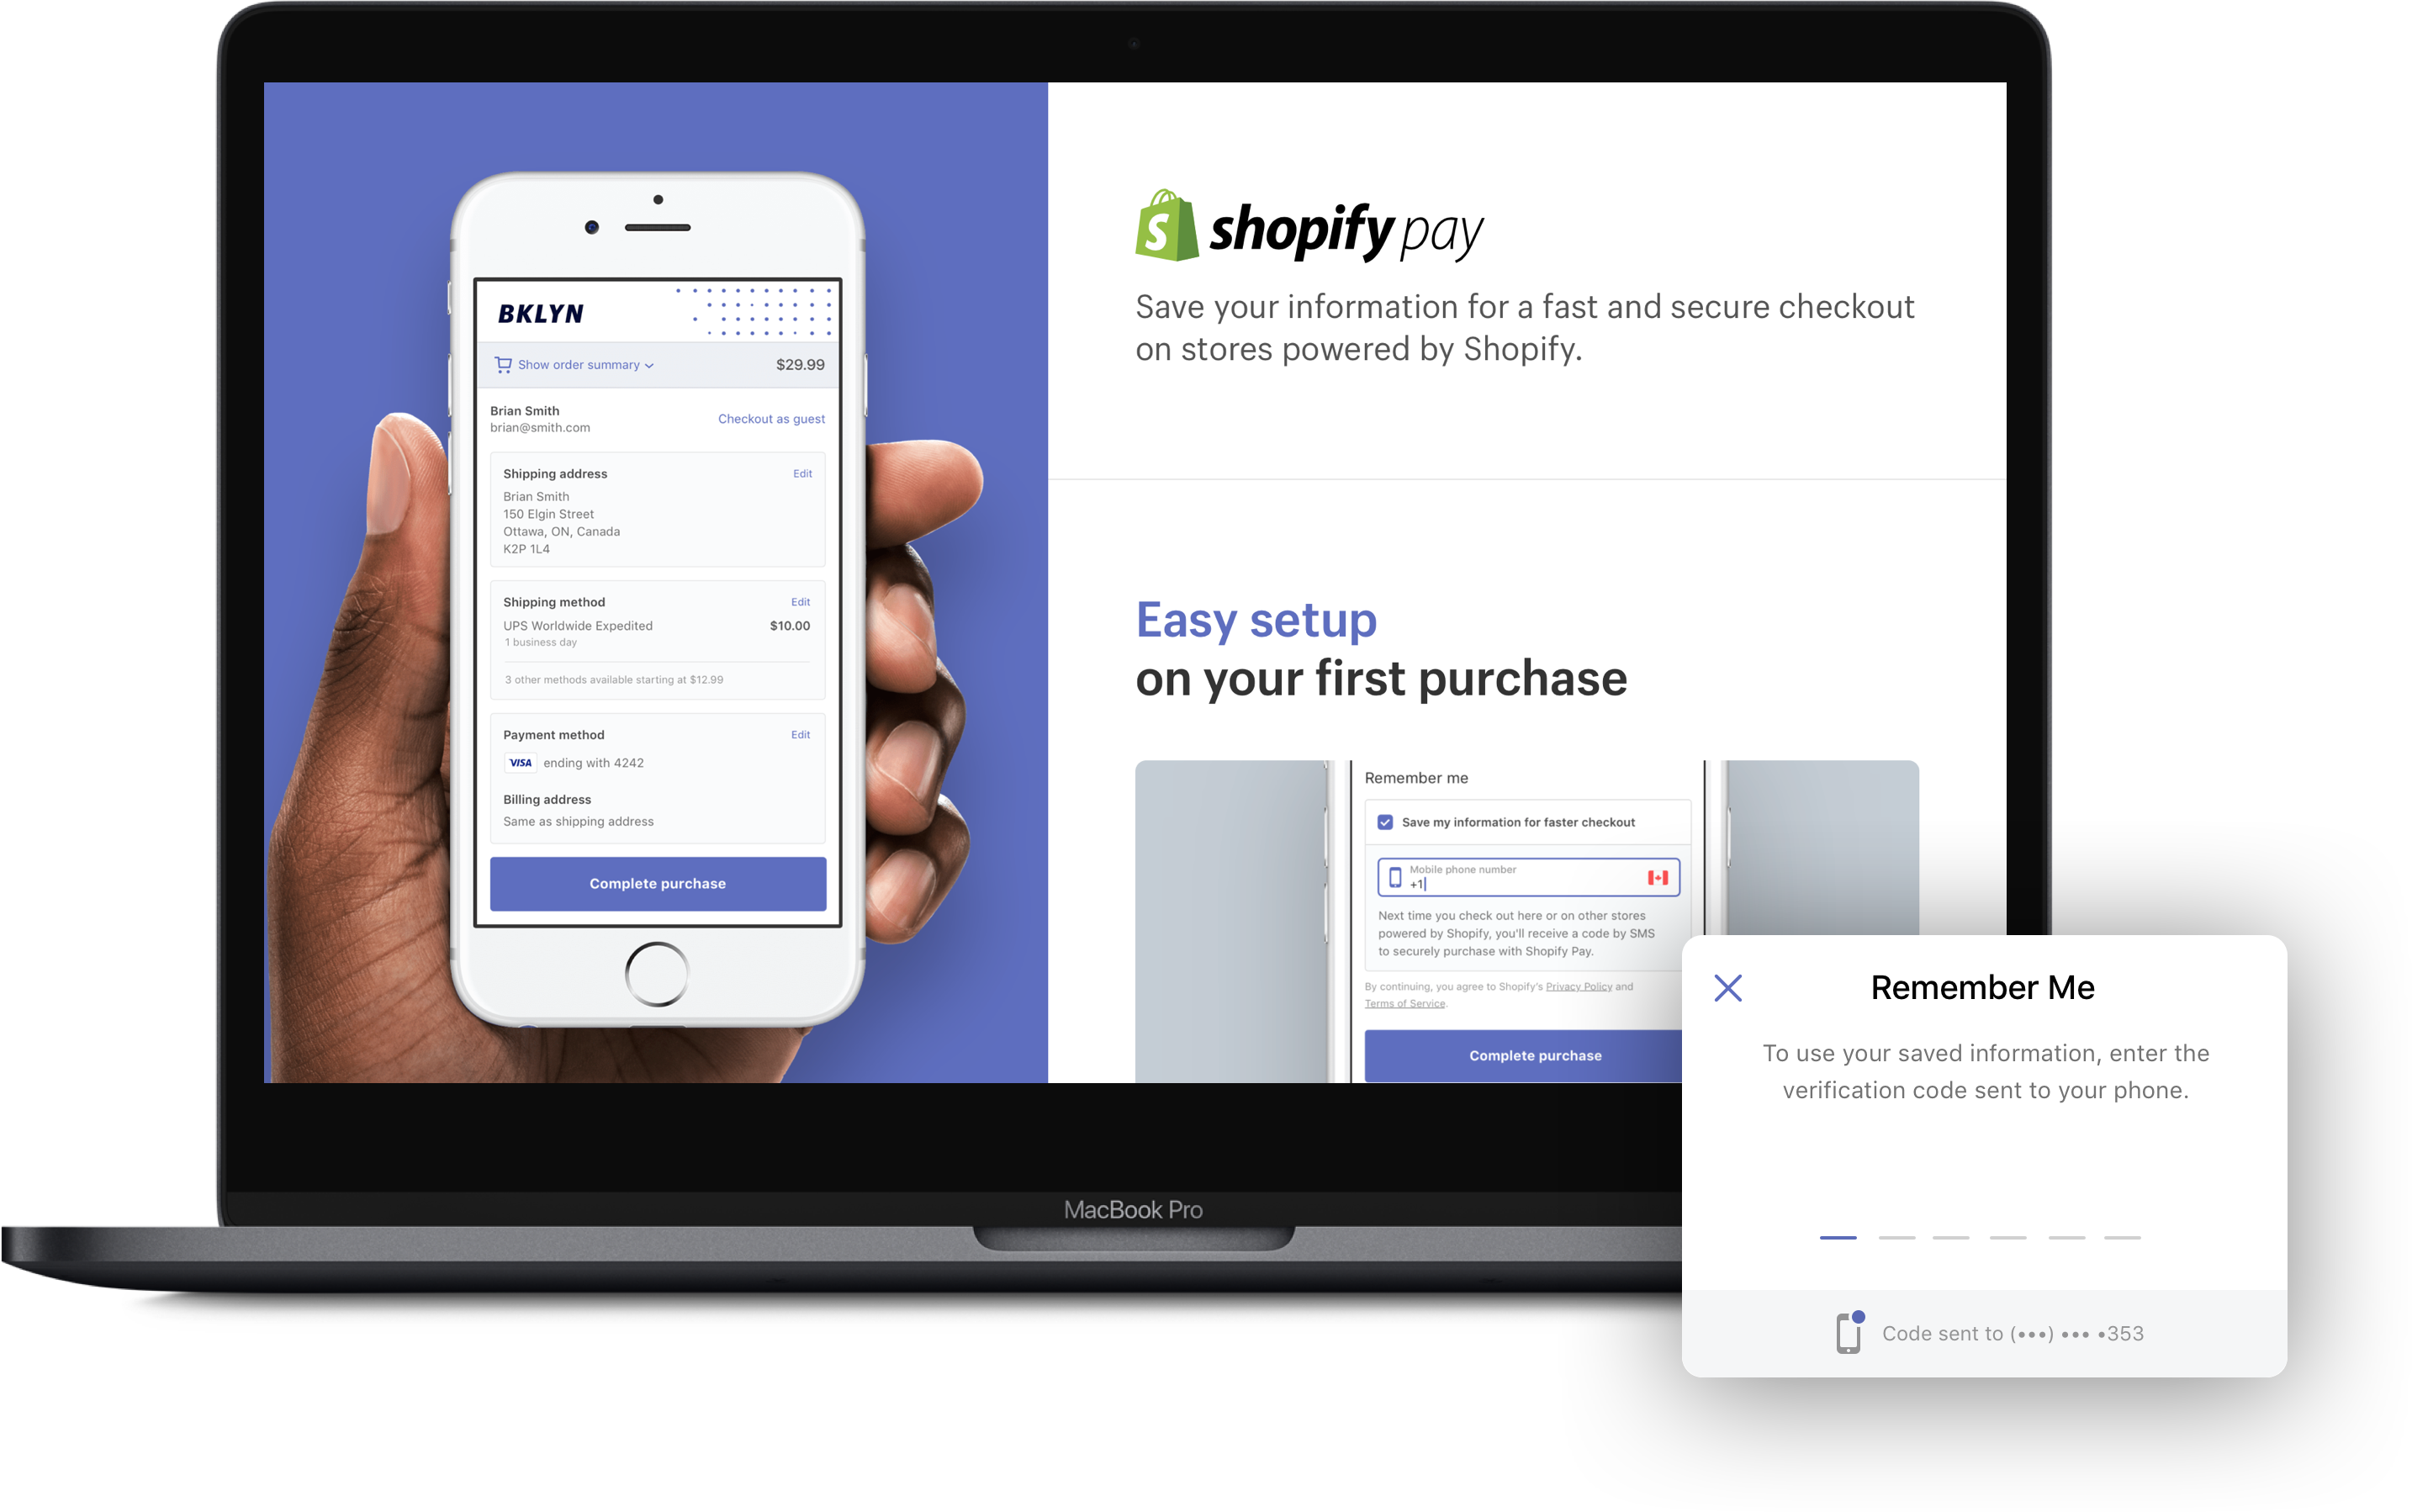 BKLYN
Show order summary
$29.99
Brian Smith
brian@smith.com
Checkout as guest
Shipping address
Edit
Brian Smith
150 Elgin Street
Ottawa, ON, Canada
K2P 1L4
Shipping method
Edit
UPS Worldwide Expedited
$10.00
1 business day
3 other methods available starting at $12.99
Payment method
Edit
VISA
ending with 4242
Billing address
Same as shipping address
Complete purchase
S
shopify pay
Save your information for a fast and secure checkout
on stores powered by Shopify.
Easy setup
on your first purchase
Remember me
Save my information for faster checkout
Mobile phone number
+1
Next time you check out here or on other stores
powered by Shopify, you'll receive a code by SMS
to securely purchase with Shopify Pay.
By continuing, you agree to Shopify's Privacy Policy and
Terms of Service.
Complete purchase
MacBook Pro
Remember Me
To use your saved information, enter the
verification code sent to your phone.
Code sent to (•••) ••• •353